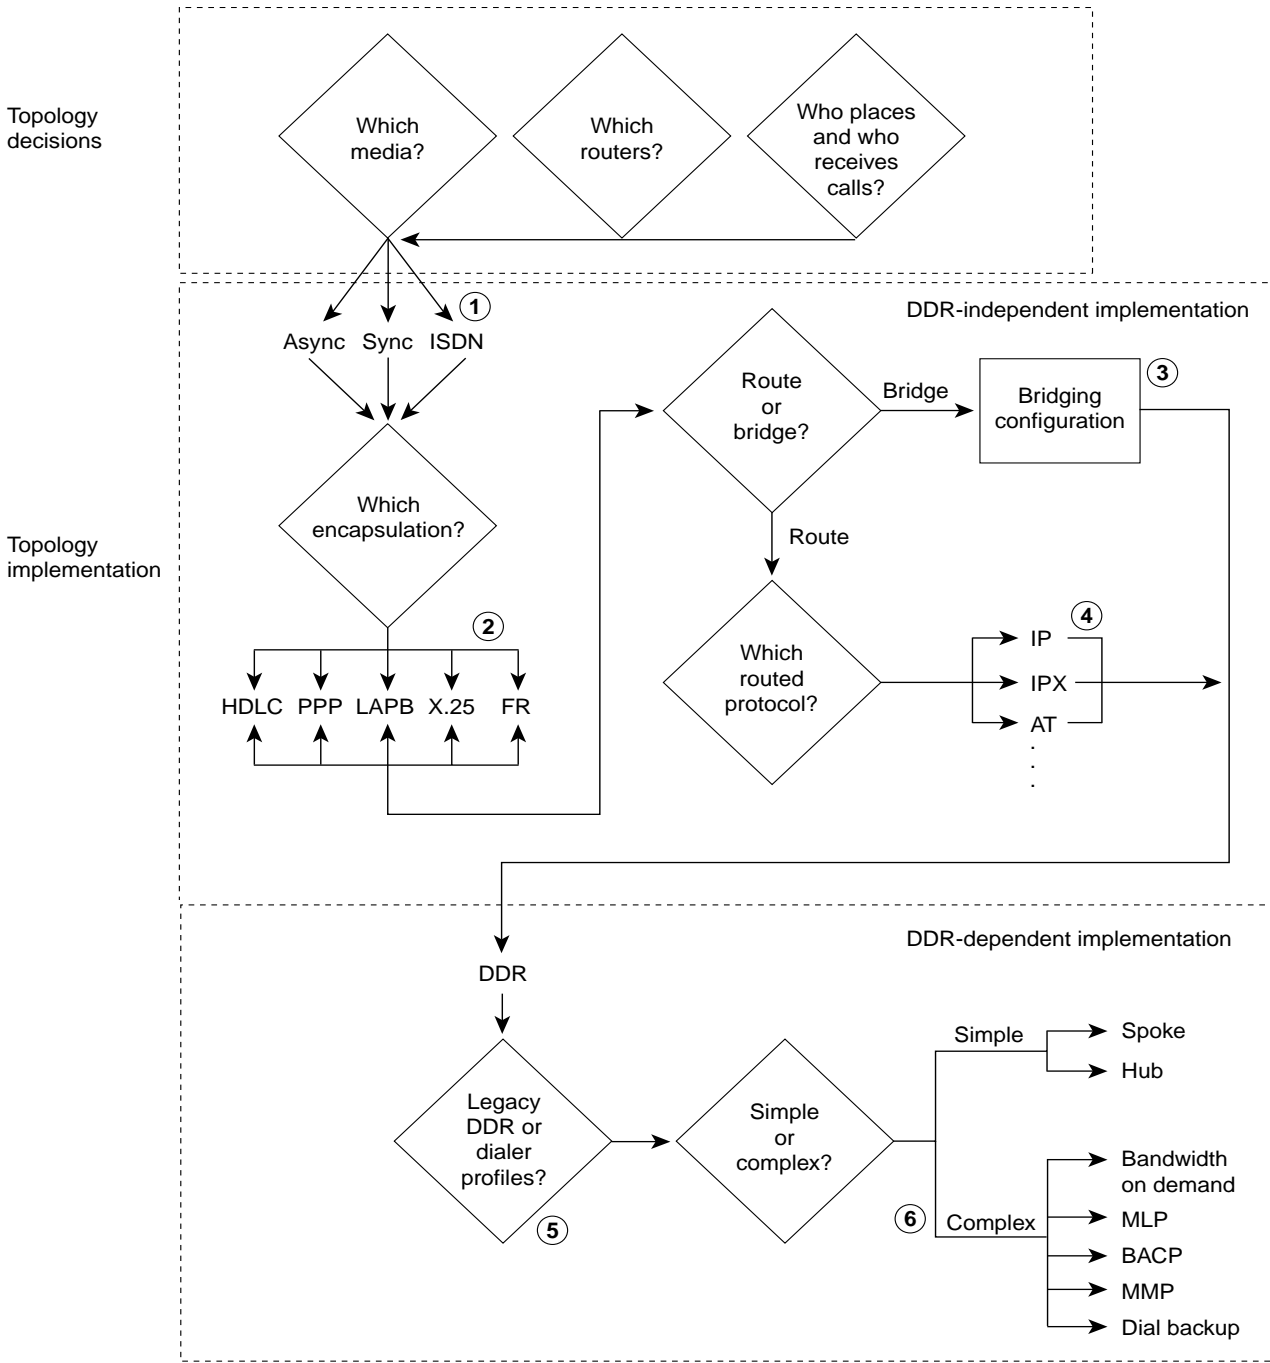 Topology
decisions
Which
media?
Which
routers?
Who places
and who
receives
calls?
Topology
implementation
DDR-independent implementation
1
Async Sync ISDN
Which
encapsulation?
2
HDLC PPP LAPB X.25 FR
Route
or
bridge?
Bridge
Bridging
configuration
3
Route
Which
routed
protocol?
4
IP
IPX
AT
.
.
.
DDR-dependent implementation
DDR
Legacy
DDR or
dialer
profiles?
5
Simple
or
complex?
6
Simple
Spoke
Hub
Complex
Bandwidth
on demand
MLP
BACP
MMP
Dial backup